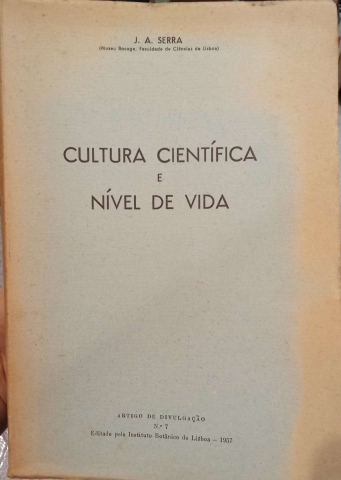 J. A. SERRA
(Museu Bocage, Faculdade de Ciências de Lisboa)
CULTURA CIENTÍFICA
E
NÍVEL DE VIDA
ARTIGO DE DIVULGAÇÃO
N.º 7
Editado pelo Instituto Botânico de Lisboa — 1957